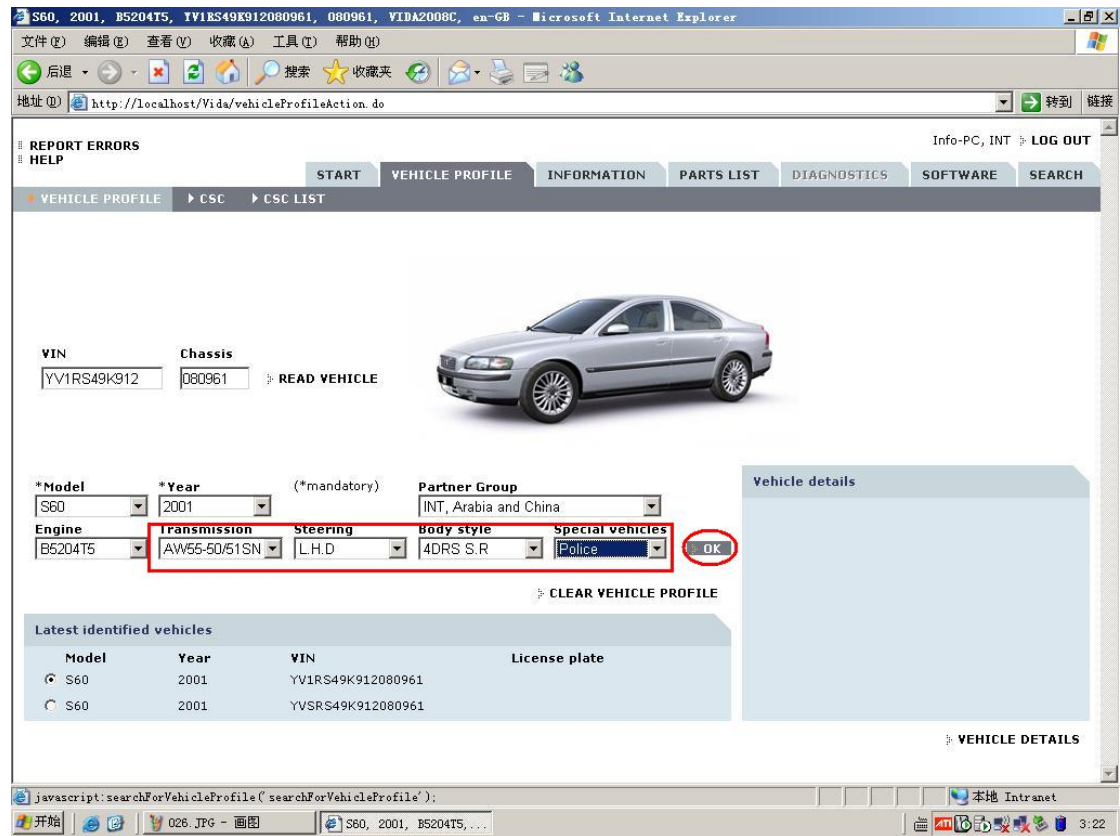 S60, 2001, B5204T5, YV1RS49K912080961, 080961, VIDA2008C, en-GB - Microsoft Internet Explorer
文件(F) 编辑(E) 查看(V) 收藏(A) 工具(T) 帮助(H)
后退 搜索 收藏夹
地址(D) http://localhost/Vida/vehicleProfileAction.do 转到 链接
REPORT ERRORS Info-PC, INT LOG OUT
HELP
START VEHICLE PROFILE INFORMATION PARTS LIST DIAGNOSTICS SOFTWARE SEARCH
VEHICLE PROFILE CSC CSC LIST
VIN Chassis
YV1RS49K912 080961 READ VEHICLE
*Model *Year (*mandatory) Partner Group Vehicle details
S60 2001 INT, Arabia and China
Engine Transmission Steering Body style Special vehicles
B5204T5 AW55-50/51SN L.H.D 4DRS S.R Police OK
CLEAR VEHICLE PROFILE
Latest identified vehicles
Model Year VIN License plate
S60 2001 YV1RS49K912080961
S60 2001 YVSRS49K912080961
VEHICLE DETAILS
javascript:searchForVehicleProfile('searchForVehicleProfile'); 本地 Intranet
开始 026.JPG - 画图 S60, 2001, B5204T5,... ATI 3:22